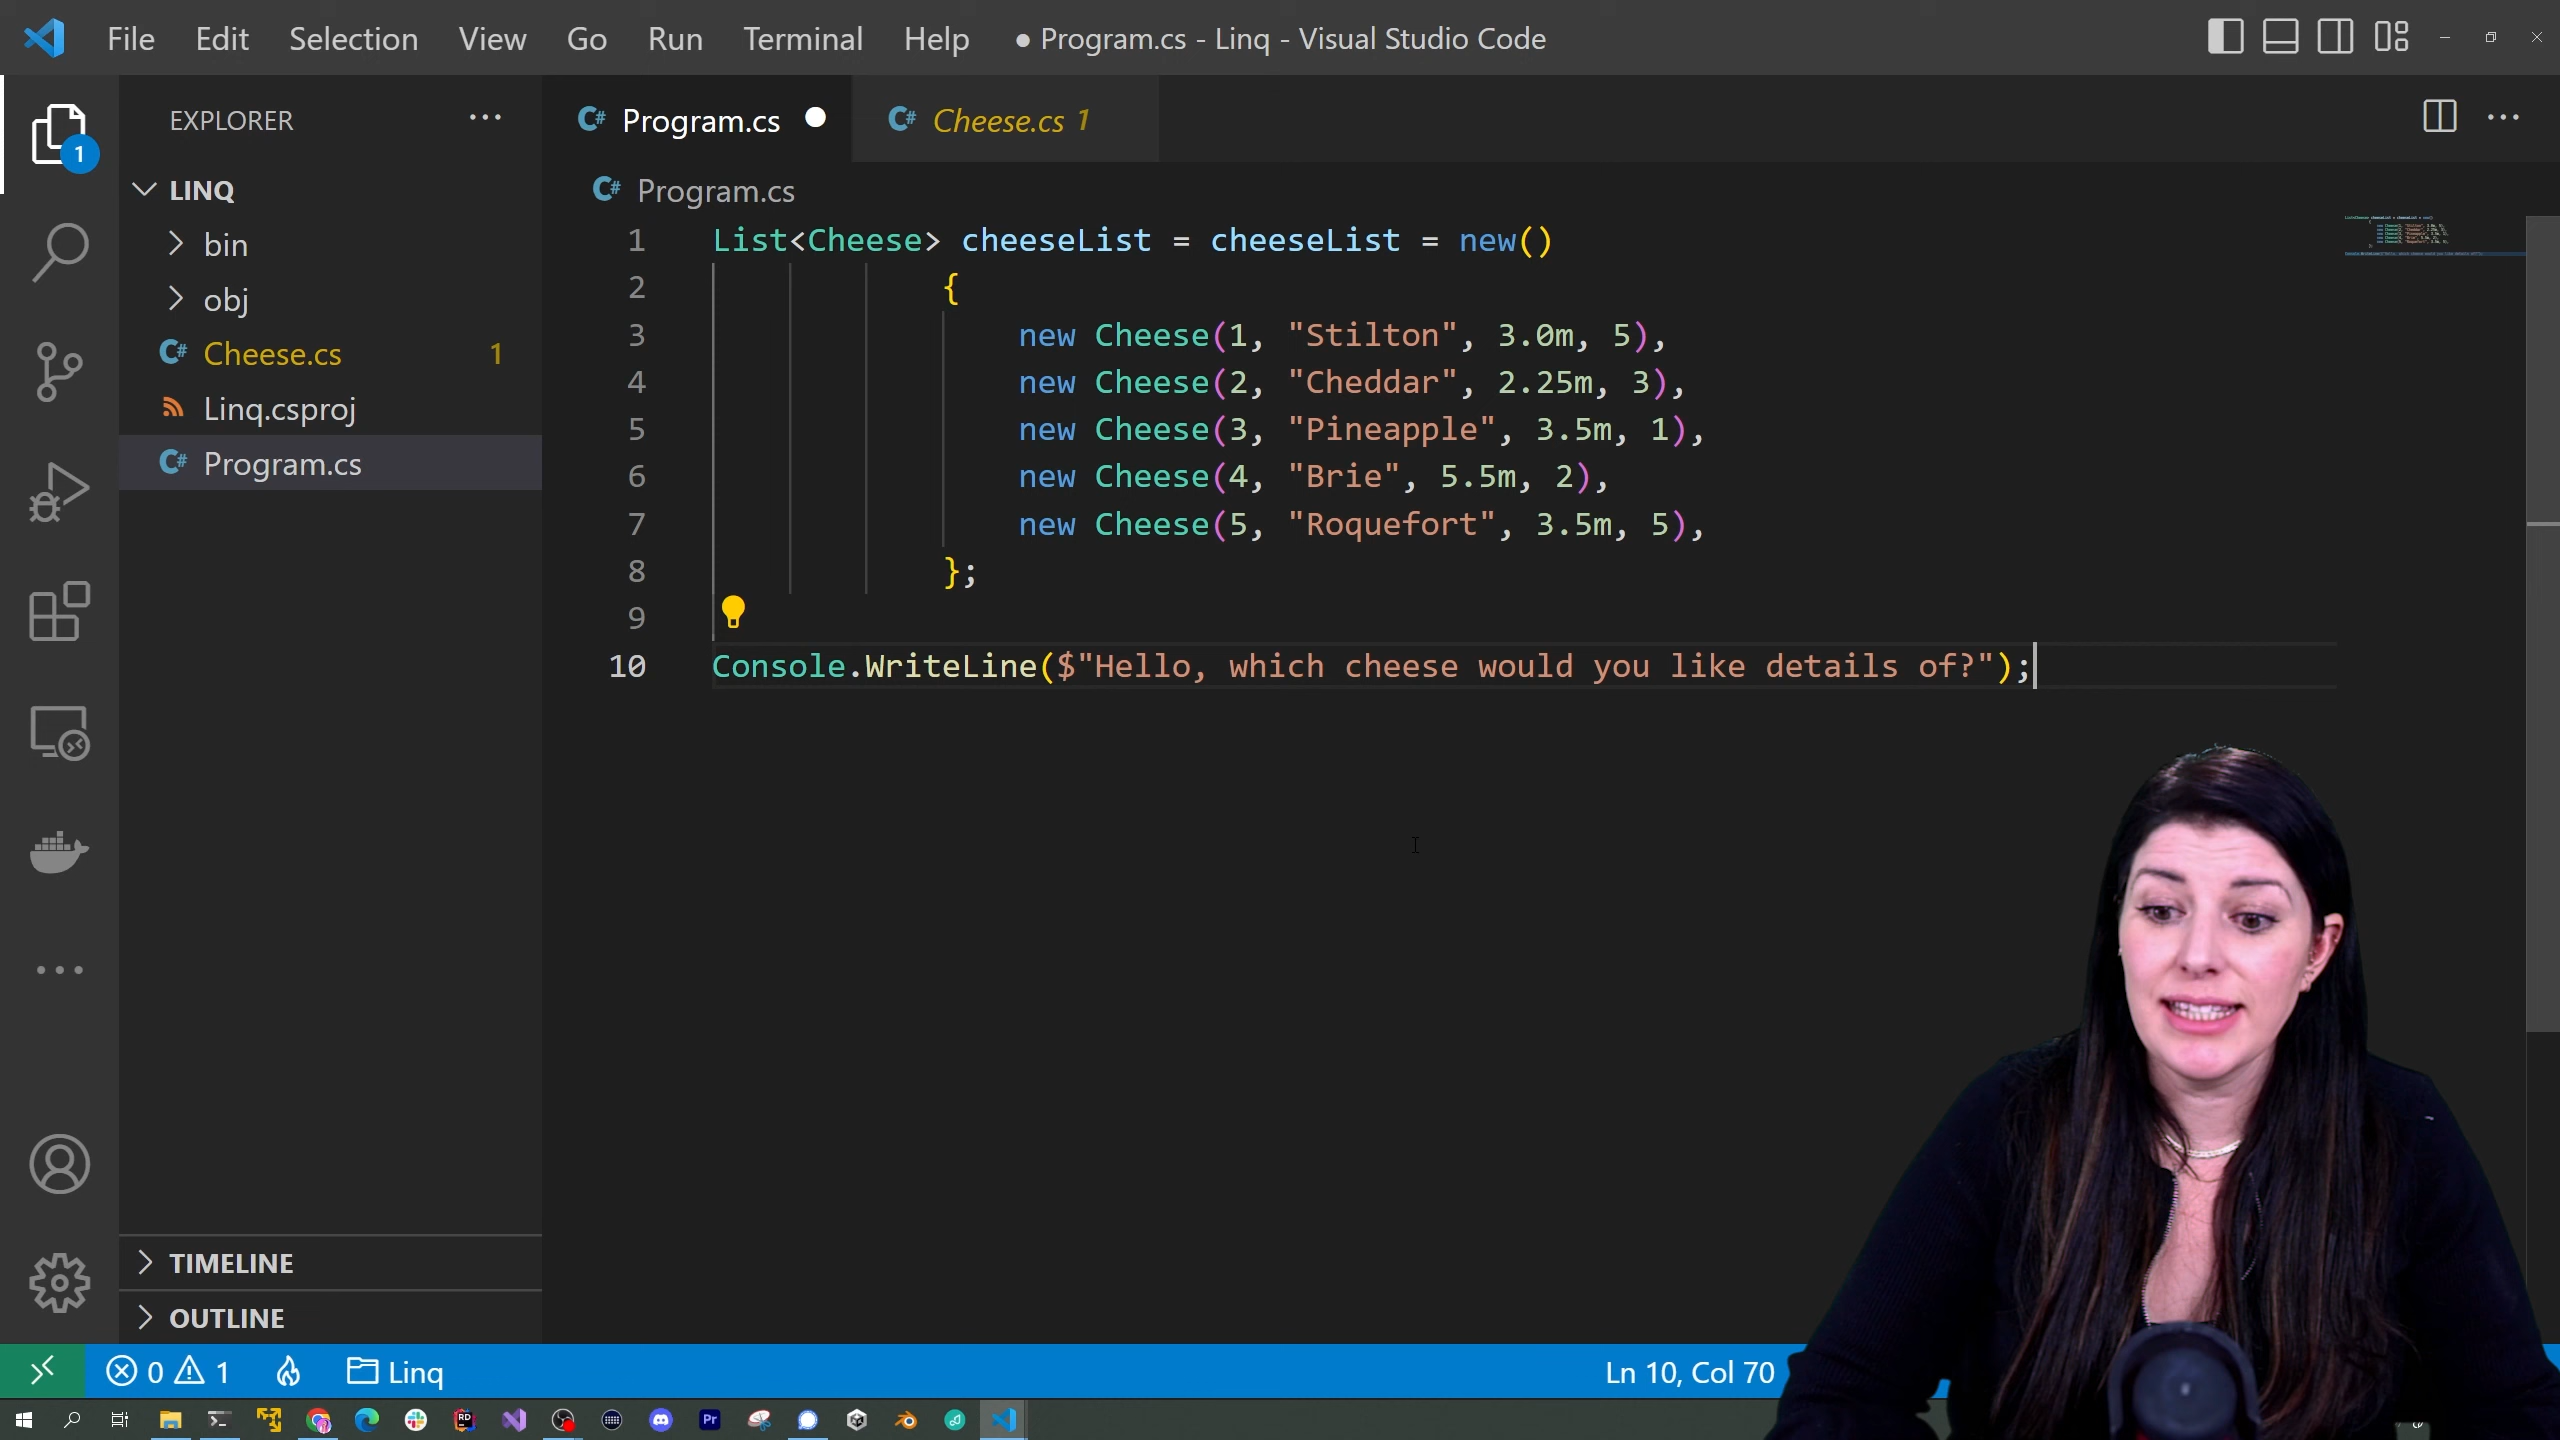 File Edit Selection View Go Run Terminal Help ● Program.cs - Linq - Visual Studio Code
EXPLORER ···
Program.cs ●
Cheese.cs 1
LINQ
bin
obj
Cheese.cs 1
Linq.csproj
Program.cs
1
Program.cs
1 List<Cheese> cheeseList = cheeseList = new()
2 {
3 new Cheese(1, "Stilton", 3.0m, 5),
4 new Cheese(2, "Cheddar", 2.25m, 3),
5 new Cheese(3, "Pineapple", 3.5m, 1),
6 new Cheese(4, "Brie", 5.5m, 2),
7 new Cheese(5, "Roquefort", 3.5m, 5),
8 };
9
10 Console.WriteLine($"Hello, which cheese would you like details of?");
TIMELINE
OUTLINE
0 1 Linq Ln 10, Col 70
RD Pr